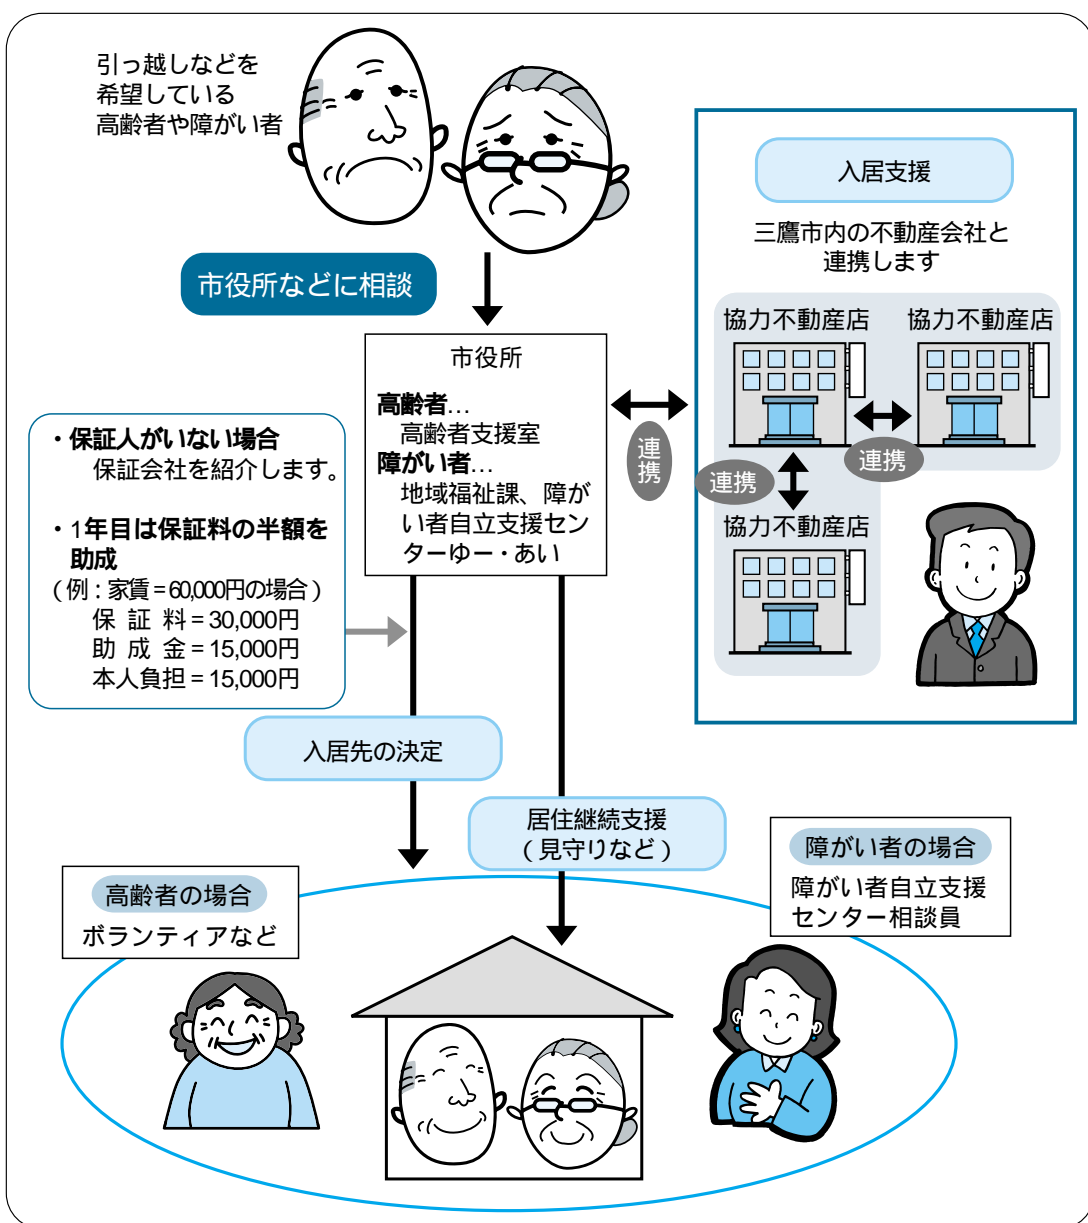 引っ越しなどを
希望している
高齢者や障がい者
市役所などに相談
市役所
高齢者…
高齢者支援室
障がい者…
地域福祉課、障が
い者自立支援セン
ターゆー・あい
連携
入居支援
三鷹市内の不動産会社と
連携します
協力不動産店
協力不動産店
連携
連携
協力不動産店
・保証人がいない場合
保証会社を紹介します。
・1年目は保証料の半額を
助成
(例:家賃=60,000円の場合)
保証料=30,000円
助成金=15,000円
本人負担=15,000円
入居先の決定
居住継続支援
(見守りなど)
高齢者の場合
ボランティアなど
障がい者の場合
障がい者自立支援
センター相談員